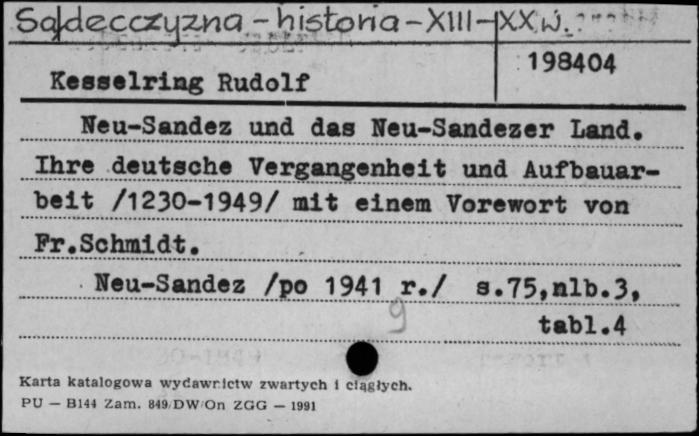 Sądecczyzna - historia - XIII-XX w.
198404
Kesselring Rudolf
Neu-Sandez und das Neu-Sandezer Land.
Ihre deutsche Vergangenheit und Aufbauar-
beit /1230-1949/ mit einem Vorewort von
Fr.Schmidt.
Neu-Sandez /po 1941 r./ s.75,nlb.3,
9
tabl.4
Karta katalogowa wydawnictw zwartych i ciągłych.
PU — B144 Zam. 849/DW/On ZGG — 1991